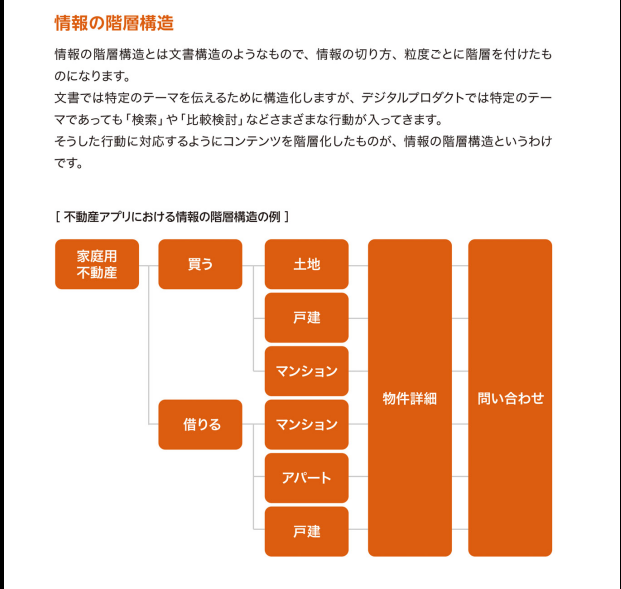 情報の階層構造
情報の階層構造とは文書構造のようなもので、情報の切り方、粒度ごとに階層を付けたも
のになります。
文書では特定のテーマを伝えるために構造化しますが、デジタルプロダクトでは特定のテー
マであっても「検索」や「比較検討」などさまざまな行動が入ってきます。
そうした行動に対応するようにコンテンツを階層化したものが、情報の階層構造というわけ
です。
［ 不動産アプリにおける情報の階層構造の例 ］
家庭用
不動産
買う
土地
戸建
マンション
借りる
マンション
アパート
戸建
物件詳細
問い合わせ